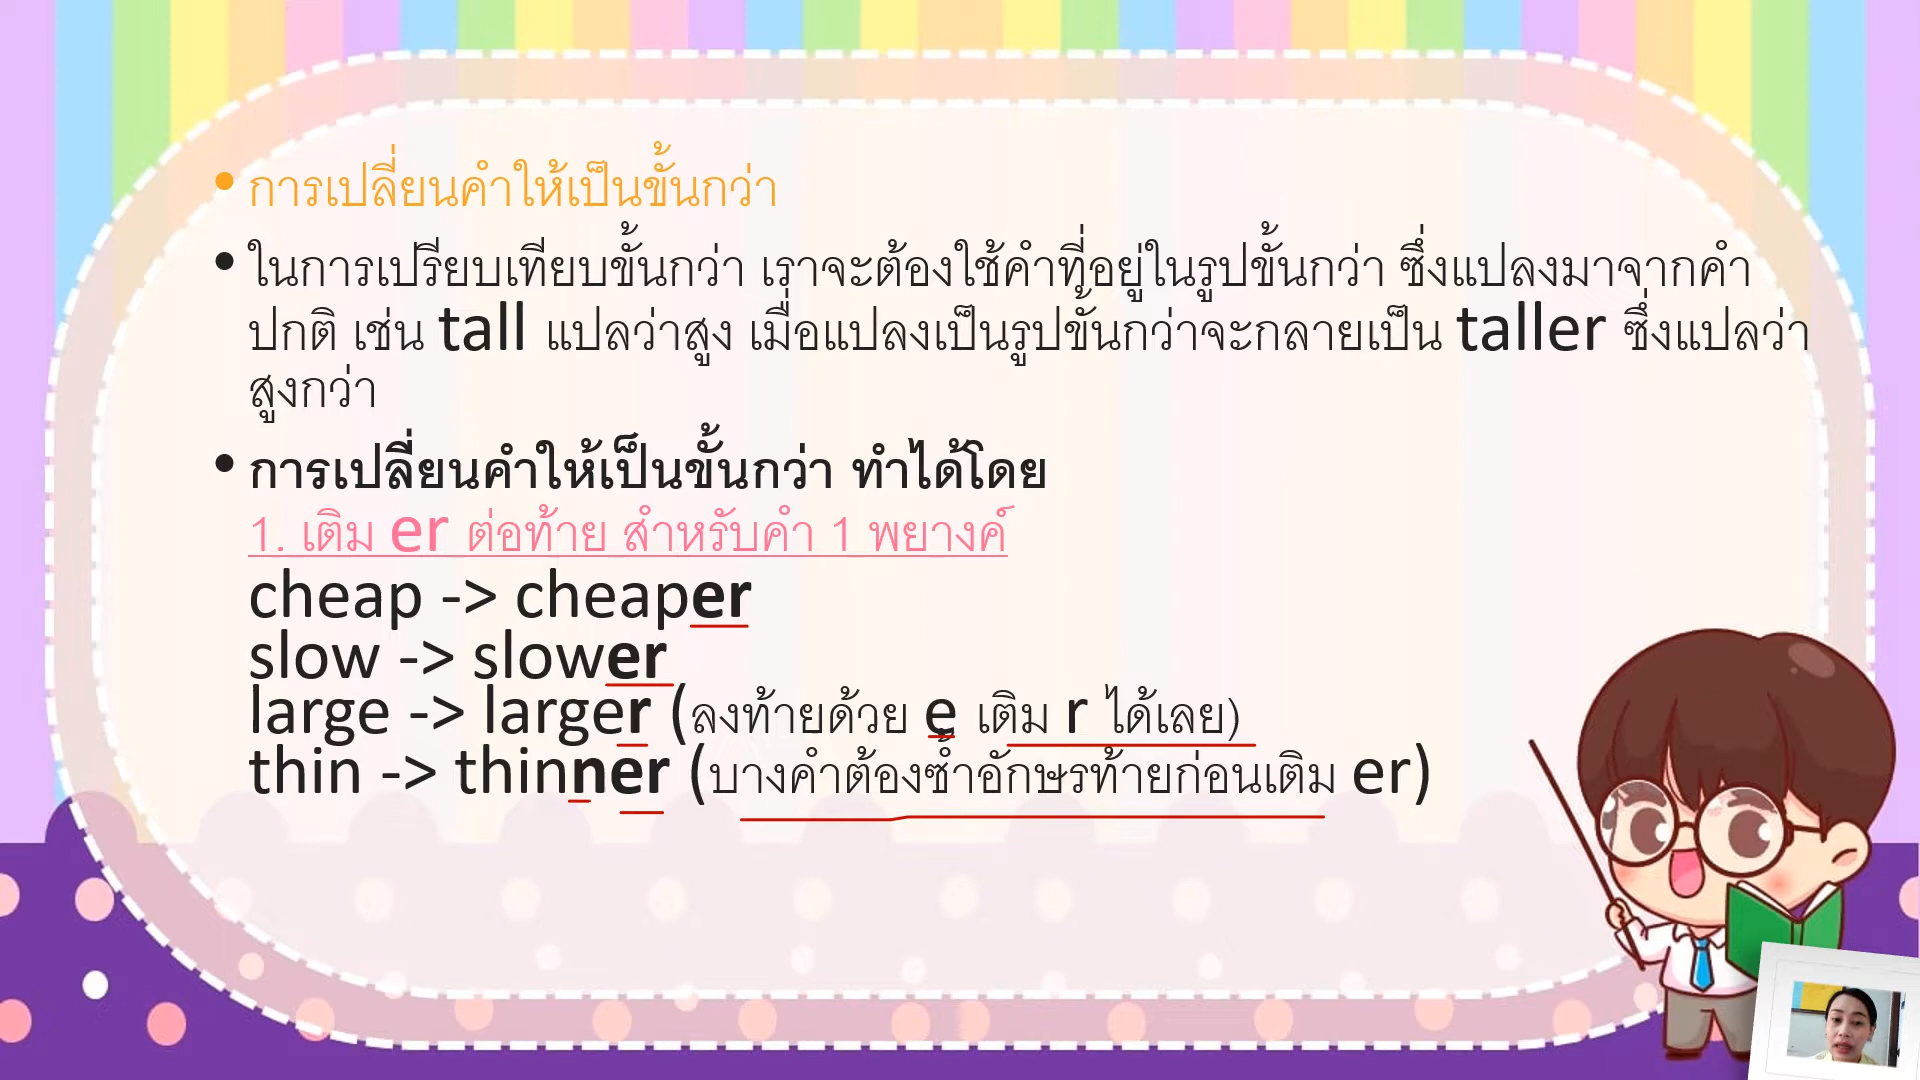 • การเปลี่ยนคำให้เป็นขั้นกว่า
• ในการเปรียบเทียบขั้นกว่า เราจะต้องใช้คำที่อยู่ในรูปขั้นกว่า ซึ่งแปลงมาจากคำ
ปกติ เช่น tall แปลว่าสูง เมื่อแปลงเป็นรูปขั้นกว่าจะกลายเป็น taller ซึ่งแปลว่า
สูงกว่า
• การเปลี่ยนคำให้เป็นขั้นกว่า ทำได้โดย
1. เติม er ต่อท้าย สำหรับคำ 1 พยางค์
cheap -> cheaper
slow -> slower
large -> larger (ลงท้ายด้วย e เติม r ได้เลย)
thin -> thinner (บางคำต้องซ้ำอักษรท้ายก่อนเติม er)